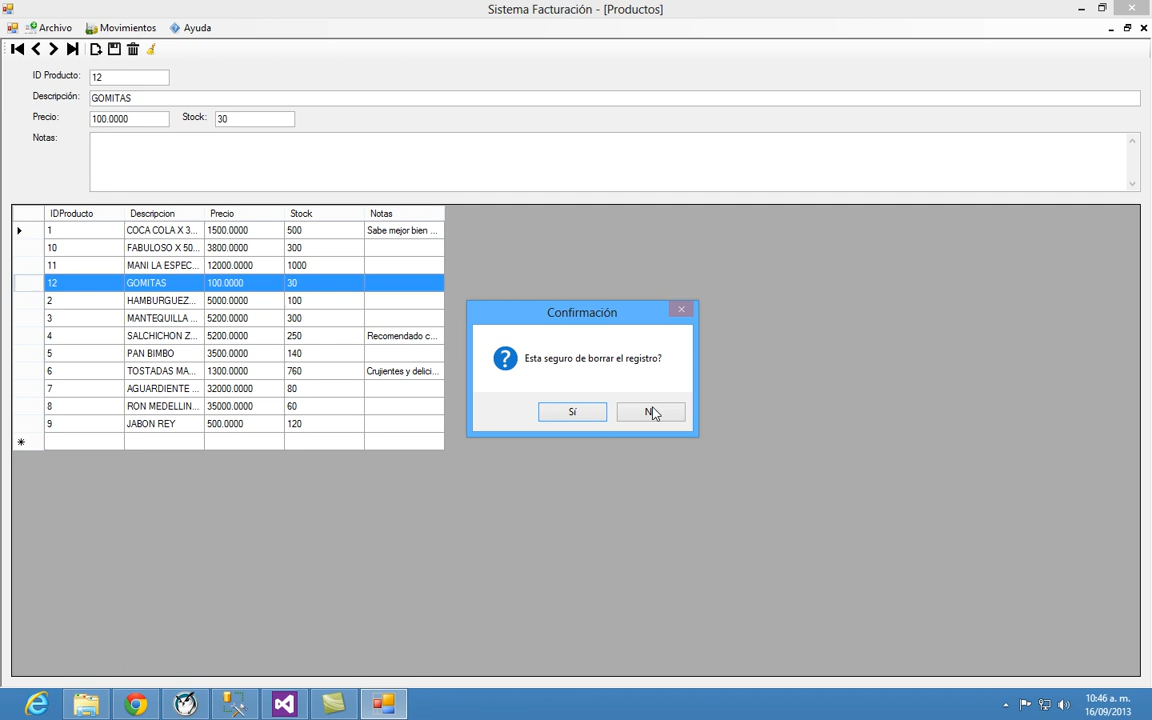 Sistema Facturación - [Productos]
Archivo Movimientos Ayuda
ID Producto: 12
Descripción: GOMITAS
Precio: 100.0000 Stock: 30
Notas:
IDProducto Descripcion Precio Stock Notas
1 COCA COLA X 3... 1500.0000 500 Sabe mejor bien ...
10 FABULOSO X 50... 3800.0000 300
11 MANI LA ESPEC... 12000.0000 1000
12 GOMITAS 100.0000 30
2 HAMBURGUEZ... 5000.0000 100
3 MANTEQUILLA ... 5200.0000 300
4 SALCHICHON Z... 5200.0000 250 Recomendado c...
5 PAN BIMBO 3500.0000 140
6 TOSTADAS MA... 1300.0000 760 Crujientes y delici...
7 AGUARDIENTE ... 32000.0000 80
8 RON MEDELLIN... 35000.0000 60
9 JABON REY 500.0000 120
Confirmación
Esta seguro de borrar el registro?
Sí
10:46 a. m.
16/09/2013